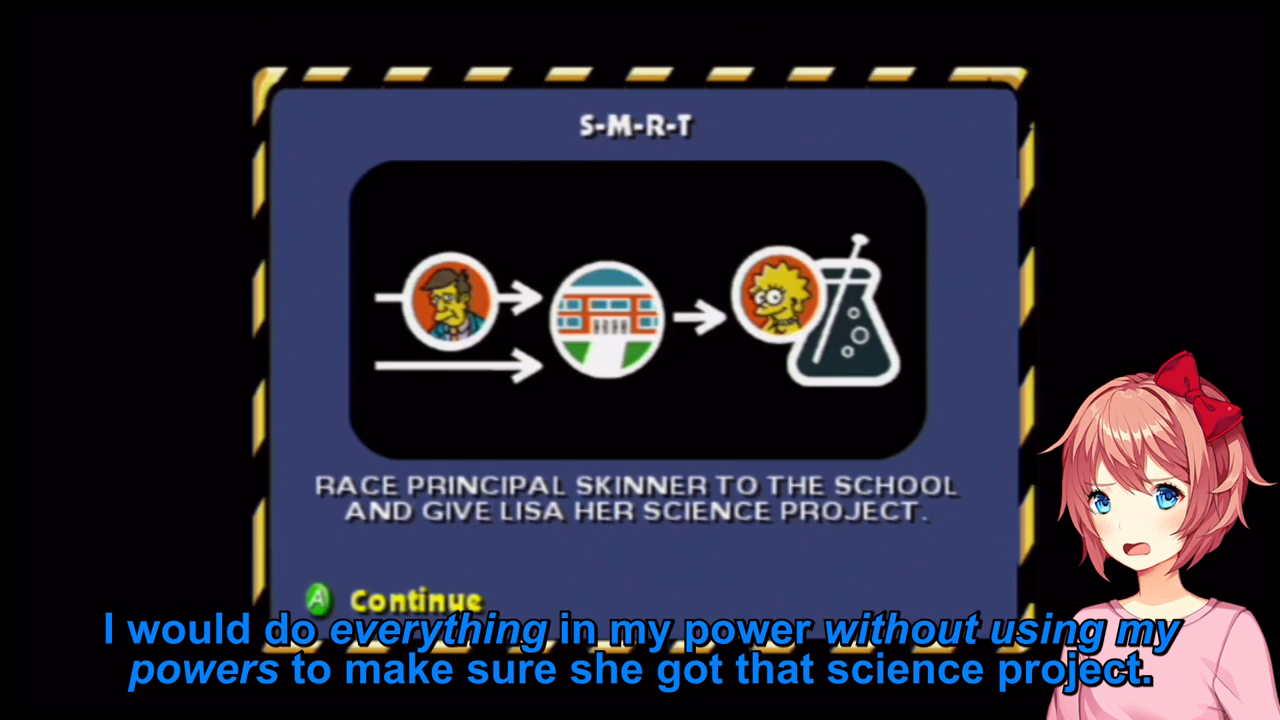 S-M-R-T
RACE PRINCIPAL SKINNER TO THE SCHOOL
AND GIVE LISA HER SCIENCE PROJECT.
A Continue
I would do everything in my power without using my
powers to make sure she got that science project.